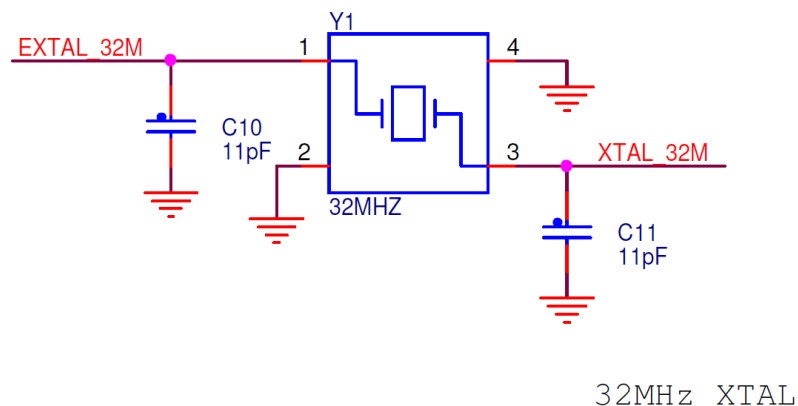 Y1
EXTAL_32M
1
4
C10
11pF
2
3
XTAL_32M
32MHZ
C11
11pF
32MHz XTAL